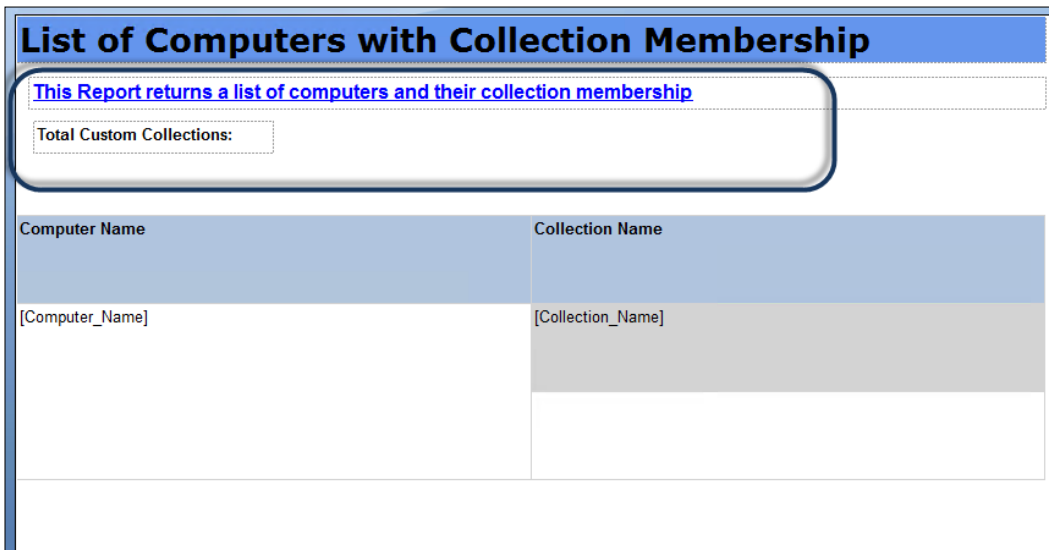 List of Computers with Collection Membership
This Report returns a list of computers and their collection membership
Total Custom Collections:
Computer Name
Collection Name
[Computer_Name]
[Collection_Name]